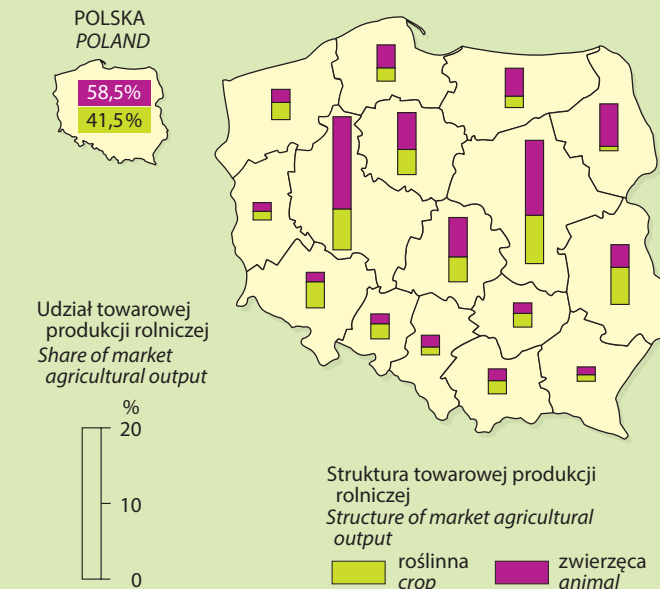 POLSKA
POLAND
58,5%
41,5%
Udział towarowej
produkcji rolniczej
Share of market
agricultural output
%
20
10
0
Struktura towarowej produkcji
rolniczej
Structure of market agricultural
output
roślinna
crop
zwierzęca
animal